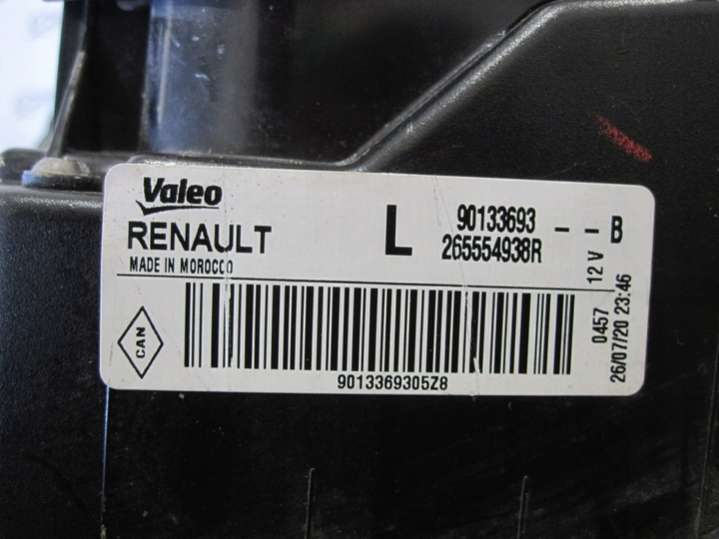 Valeo
RENAULT
MADE IN MOROCCO
L
90133693 - - B
265554938R
12 V
0457
26/07/20 23:46
CAN
9013369305Z8